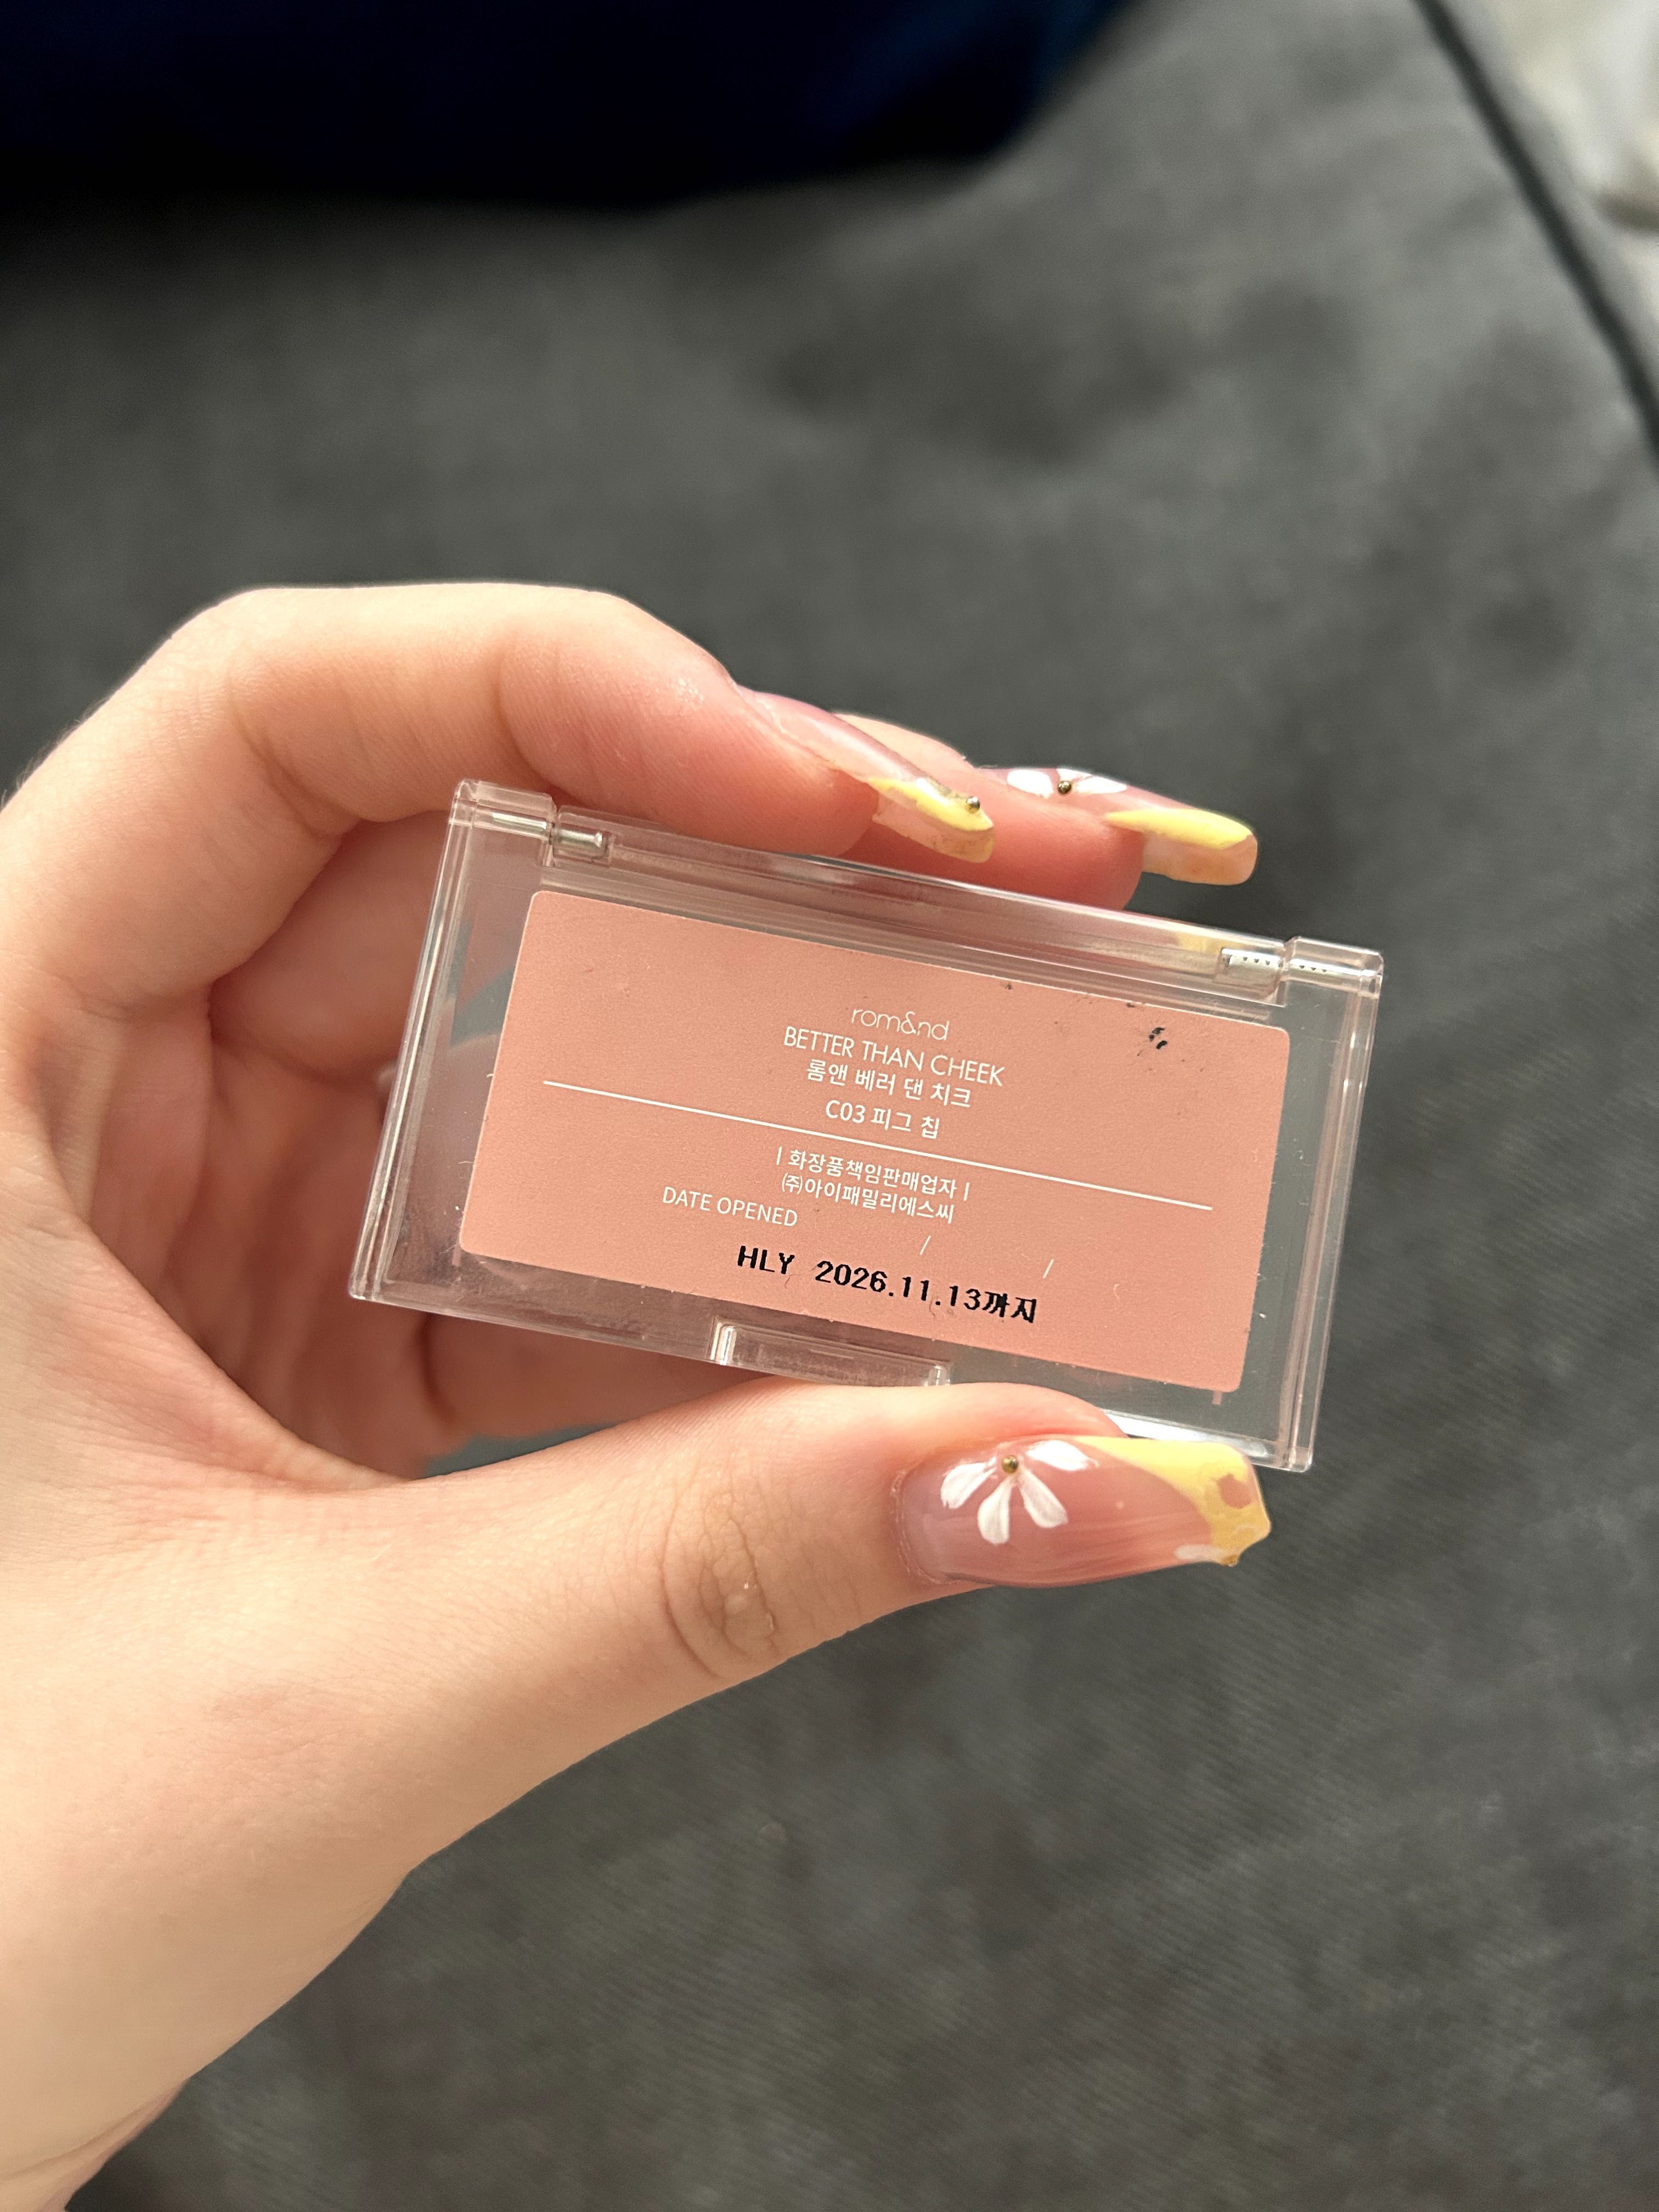 rom&nd
BETTER THAN CHEEK
롬앤 베러 댄 치크
C03 피그 칩
| 화장품책임판매업자 |
㈜아이패밀리에스씨
DATE OPENED / /
HLY 2026.11.13까지